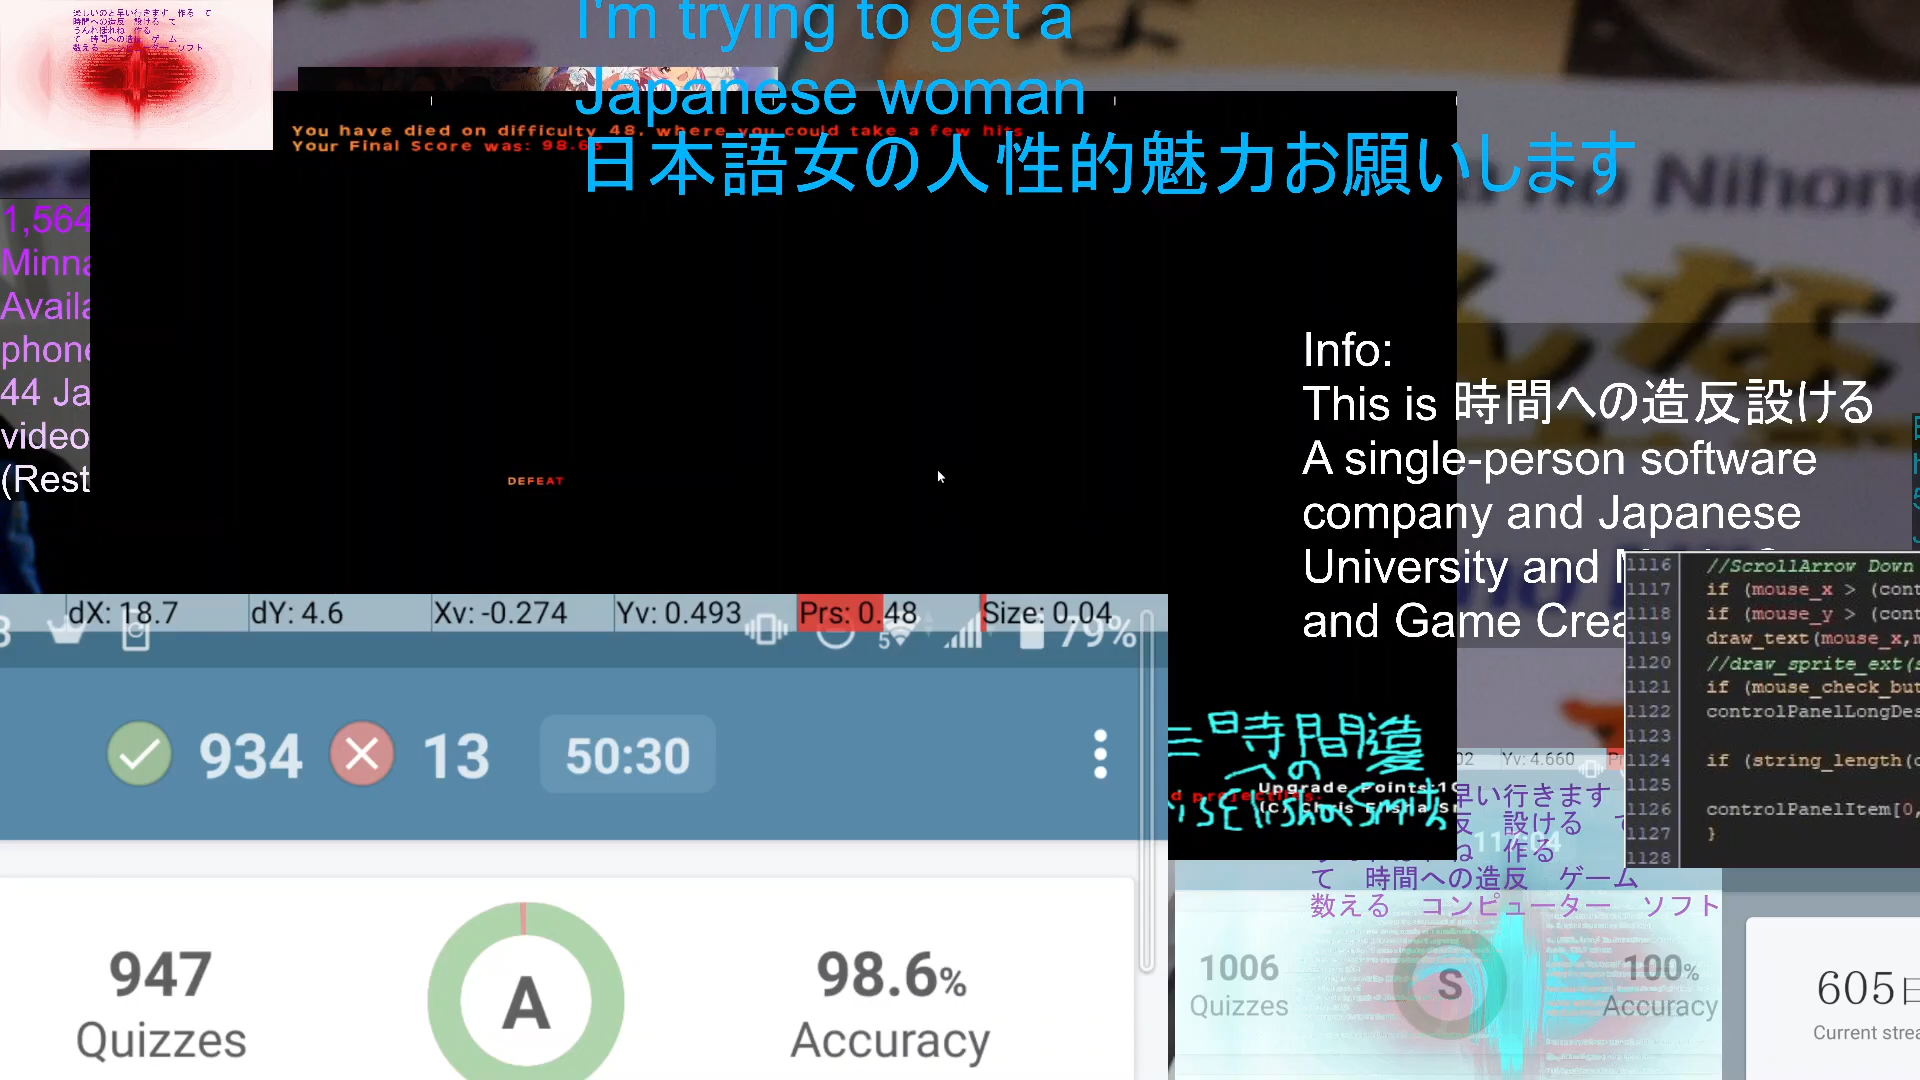 I'm trying to get a
Japanese woman
日本語女の人性的魅力お願いします
You have died on difficulty 48, where you could take a few hits
Your Final Score was: 98.6
1,564
Minna
Availa
phone
44 Ja
video
(Rest
Nihong
DEFEAT
Info:
This is 時間への造反設ける
A single-person software
company and Japanese
University and
and Game Crea
dX: 18.7 dY: 4.6 Xv: -0.274 Yv: 0.493 Prs: 0.48 Size: 0.04
79%
934 13 50:30
947
Quizzes
A
98.6%
Accuracy
時間造
への
Upgrade Points:
(C) Chris Elisha
Yv: 4.660
早い行きます
反 設ける て
ね 作る
て 時間への造反 ゲーム
数える コンピューター ソフト
1006
Quizzes
S
100%
Accuracy
1116 //ScrollArrow Down
1117 if (mouse_x > (cont
1118 if (mouse_y > (cont
1119 draw_text(mouse_x,m
1120 //draw_sprite_ext(s
1121 if (mouse_check_but
1122 controlPanelLongDes
1123
1124 if (string_length(c
1125
1126 controlPanelItem[0,
1127 }
1128
605日
Current strea